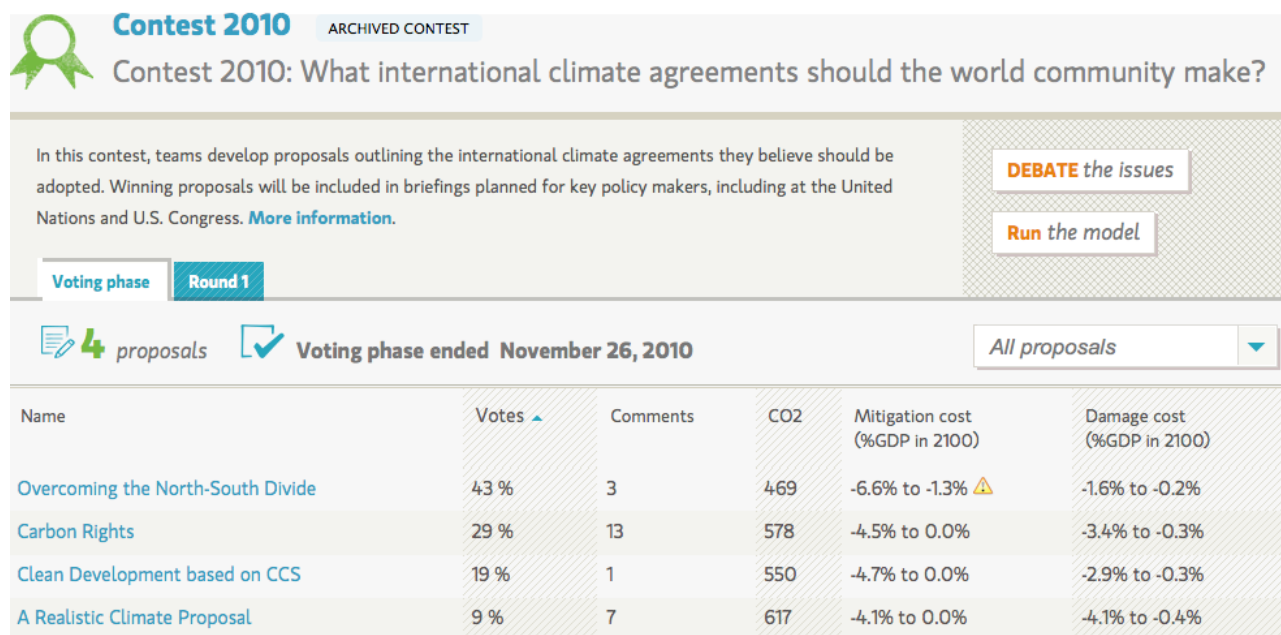 Contest 2010 ARCHIVED CONTEST
Contest 2010: What international climate agreements should the world community make?
In this contest, teams develop proposals outlining the international climate agreements they believe should be
adopted. Winning proposals will be included in briefings planned for key policy makers, including at the United
Nations and U.S. Congress. More information.
DEBATE the issues
Run the model
Voting phase Round 1
4 proposals Voting phase ended November 26, 2010 All proposals
Name Votes Comments CO2 Mitigation cost Damage cost
(%GDP in 2100) (%GDP in 2100)
Overcoming the North-South Divide 43 % 3 469 -6.6% to -1.3% -1.6% to -0.2%
Carbon Rights 29 % 13 578 -4.5% to 0.0% -3.4% to -0.3%
Clean Development based on CCS 19 % 1 550 -4.7% to 0.0% -2.9% to -0.3%
A Realistic Climate Proposal 9 % 7 617 -4.1% to 0.0% -4.1% to -0.4%